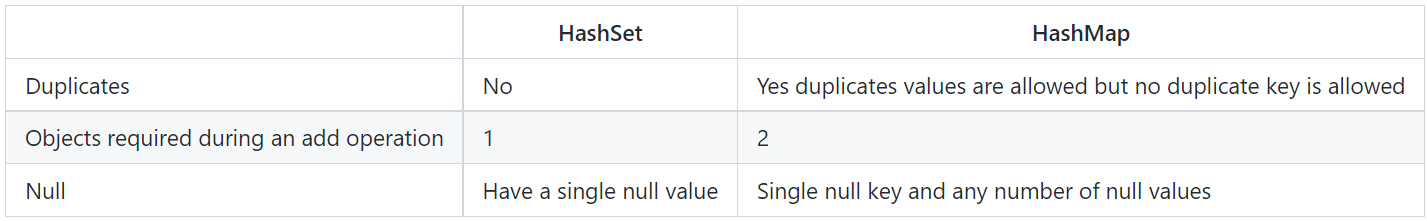 HashSet HashMap
Duplicates No Yes duplicates values are allowed but no duplicate key is allowed
Objects required during an add operation 1 2
Null Have a single null value Single null key and any number of null values